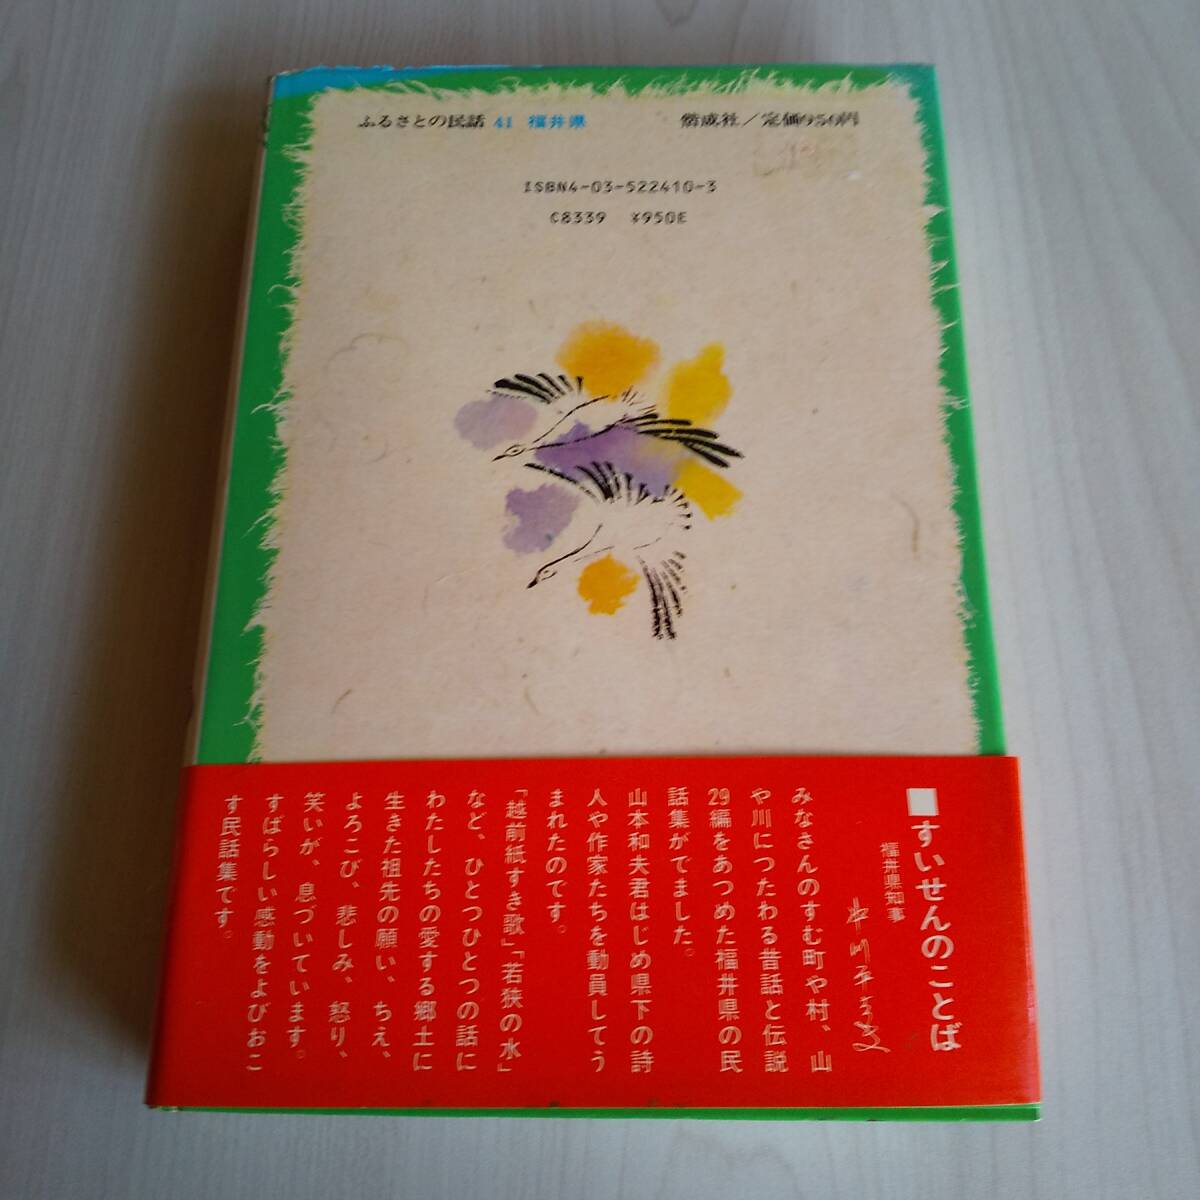 ふるさとの民話 41 福井県
偕成社／定価950円
ISBN4-03-522410-3
C8339 ¥950E
■すいせんのことば
福井県知事
みなさんのすむ町や村、山
や川につたわる昔話と伝説
29編をあつめた福井県の民
話集がでました。
山本和夫君はじめ県下の詩
人や作家たちを動員してう
まれたのです。
「越前紙すき歌」「若狭の水」
など、ひとつひとつの話に
わたしたちの愛する郷土に
生きた祖先の願い、ちえ、
よろこび、悲しみ、怒り、
笑いが、息づいています。
すばらしい感動をよびおこ
す民話集です。